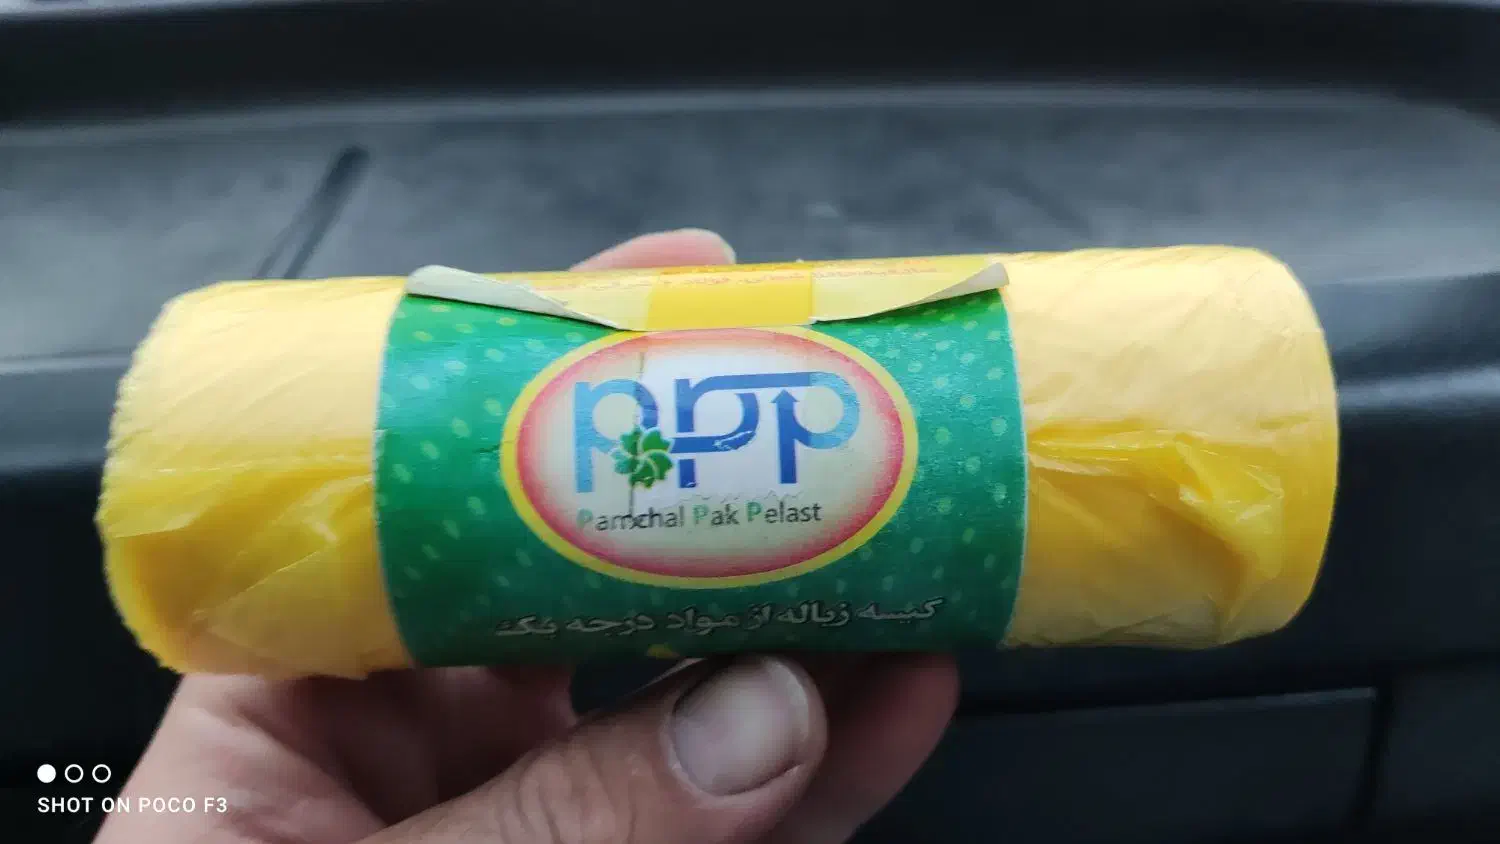 ppp
Pamchal Pak Pelast
کیسه زباله از مواد درجه یک
SHOT ON POCO F3